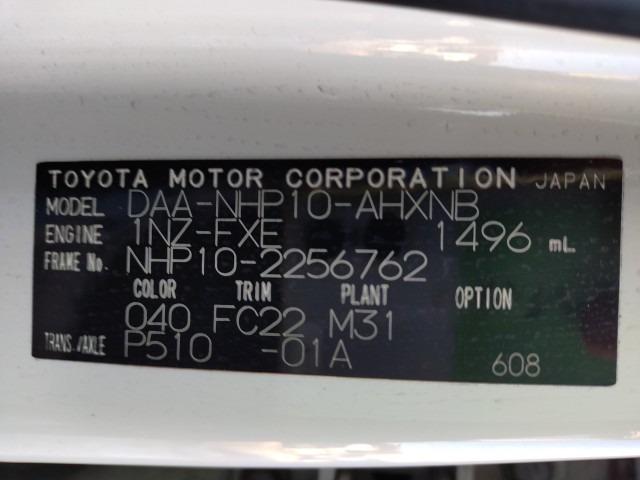 TOYOTA MOTOR CORPORATION JAPAN
MODEL DAA-NHP10-AHXNB
ENGINE 1NZ-FXE 1496 mL
FRAME No. NHP10-2256762
COLOR TRIM PLANT OPTION
040 FC22 M31
TRANS./AXLE P510 -01A 608